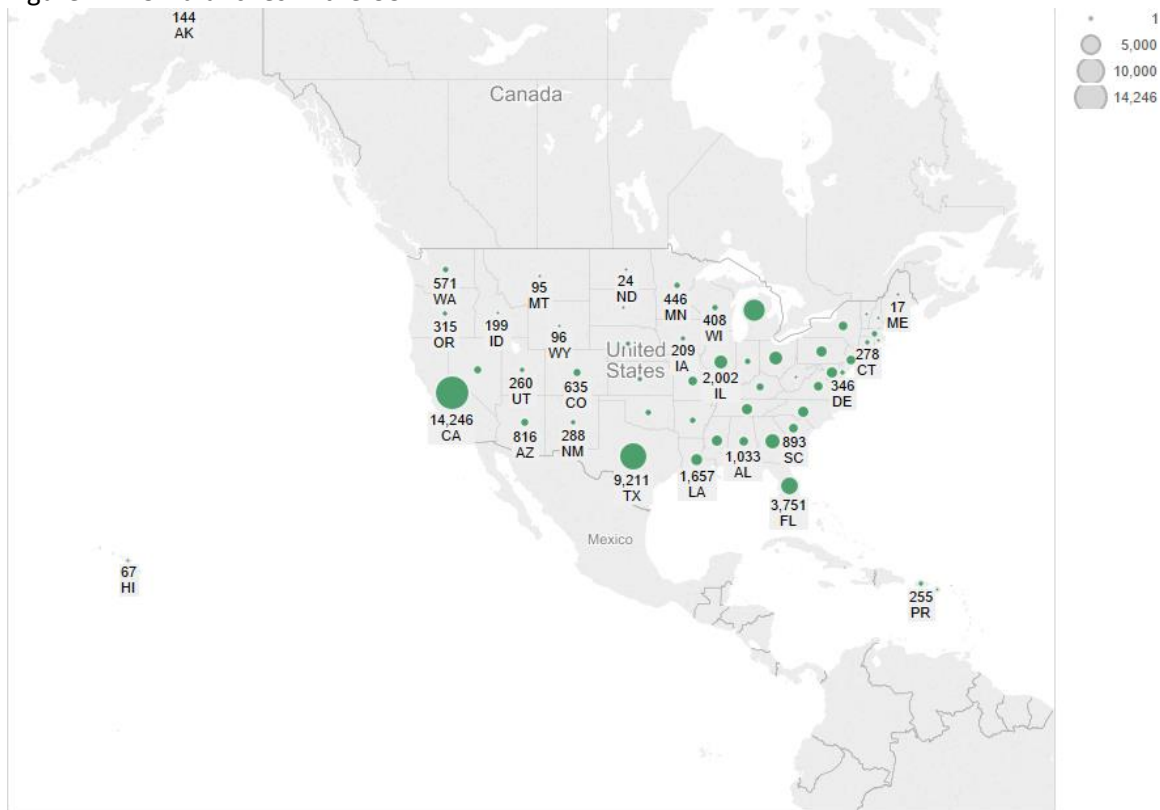 144
AK
1
5,000
10,000
14,246
Canada
571
WA
95
MT
24
ND
446
MN
408
WI
17
ME
315
OR
199
ID
96
WY
United
States
209
IA
2,002
IL
278
CT
346
DE
260
UT
635
CO
14,246
CA
816
AZ
288
NM
9,211
TX
1,657
LA
1,033
AL
893
SC
3,751
FL
Mexico
67
HI
255
PR